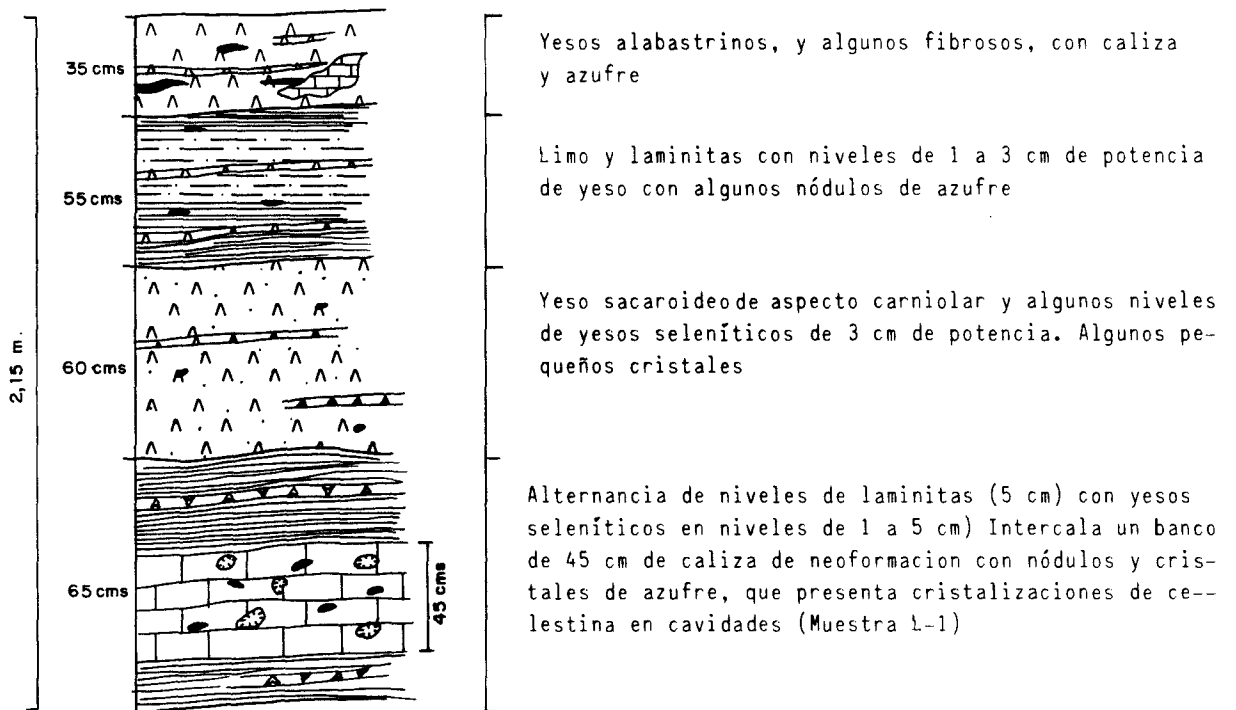 2,15 m.
35 cms
Yesos alabastrinos, y algunos fibrosos, con caliza
y azufre
55 cms
Limo y laminitas con niveles de 1 a 3 cm de potencia
de yeso con algunos nódulos de azufre
60 cms
Yeso sacaroideo de aspecto carniolar y algunos niveles
de yesos seleníticos de 3 cm de potencia. Algunos pe-
queños cristales
65 cms
45 cms
Alternancia de niveles de laminitas (5 cm) con yesos
seleníticos en niveles de 1 a 5 cm) Intercala un banco
de 45 cm de caliza de neoformacion con nódulos y cris-
tales de azufre, que presenta cristalizaciones de ce--
lestina en cavidades (Muestra L-1)